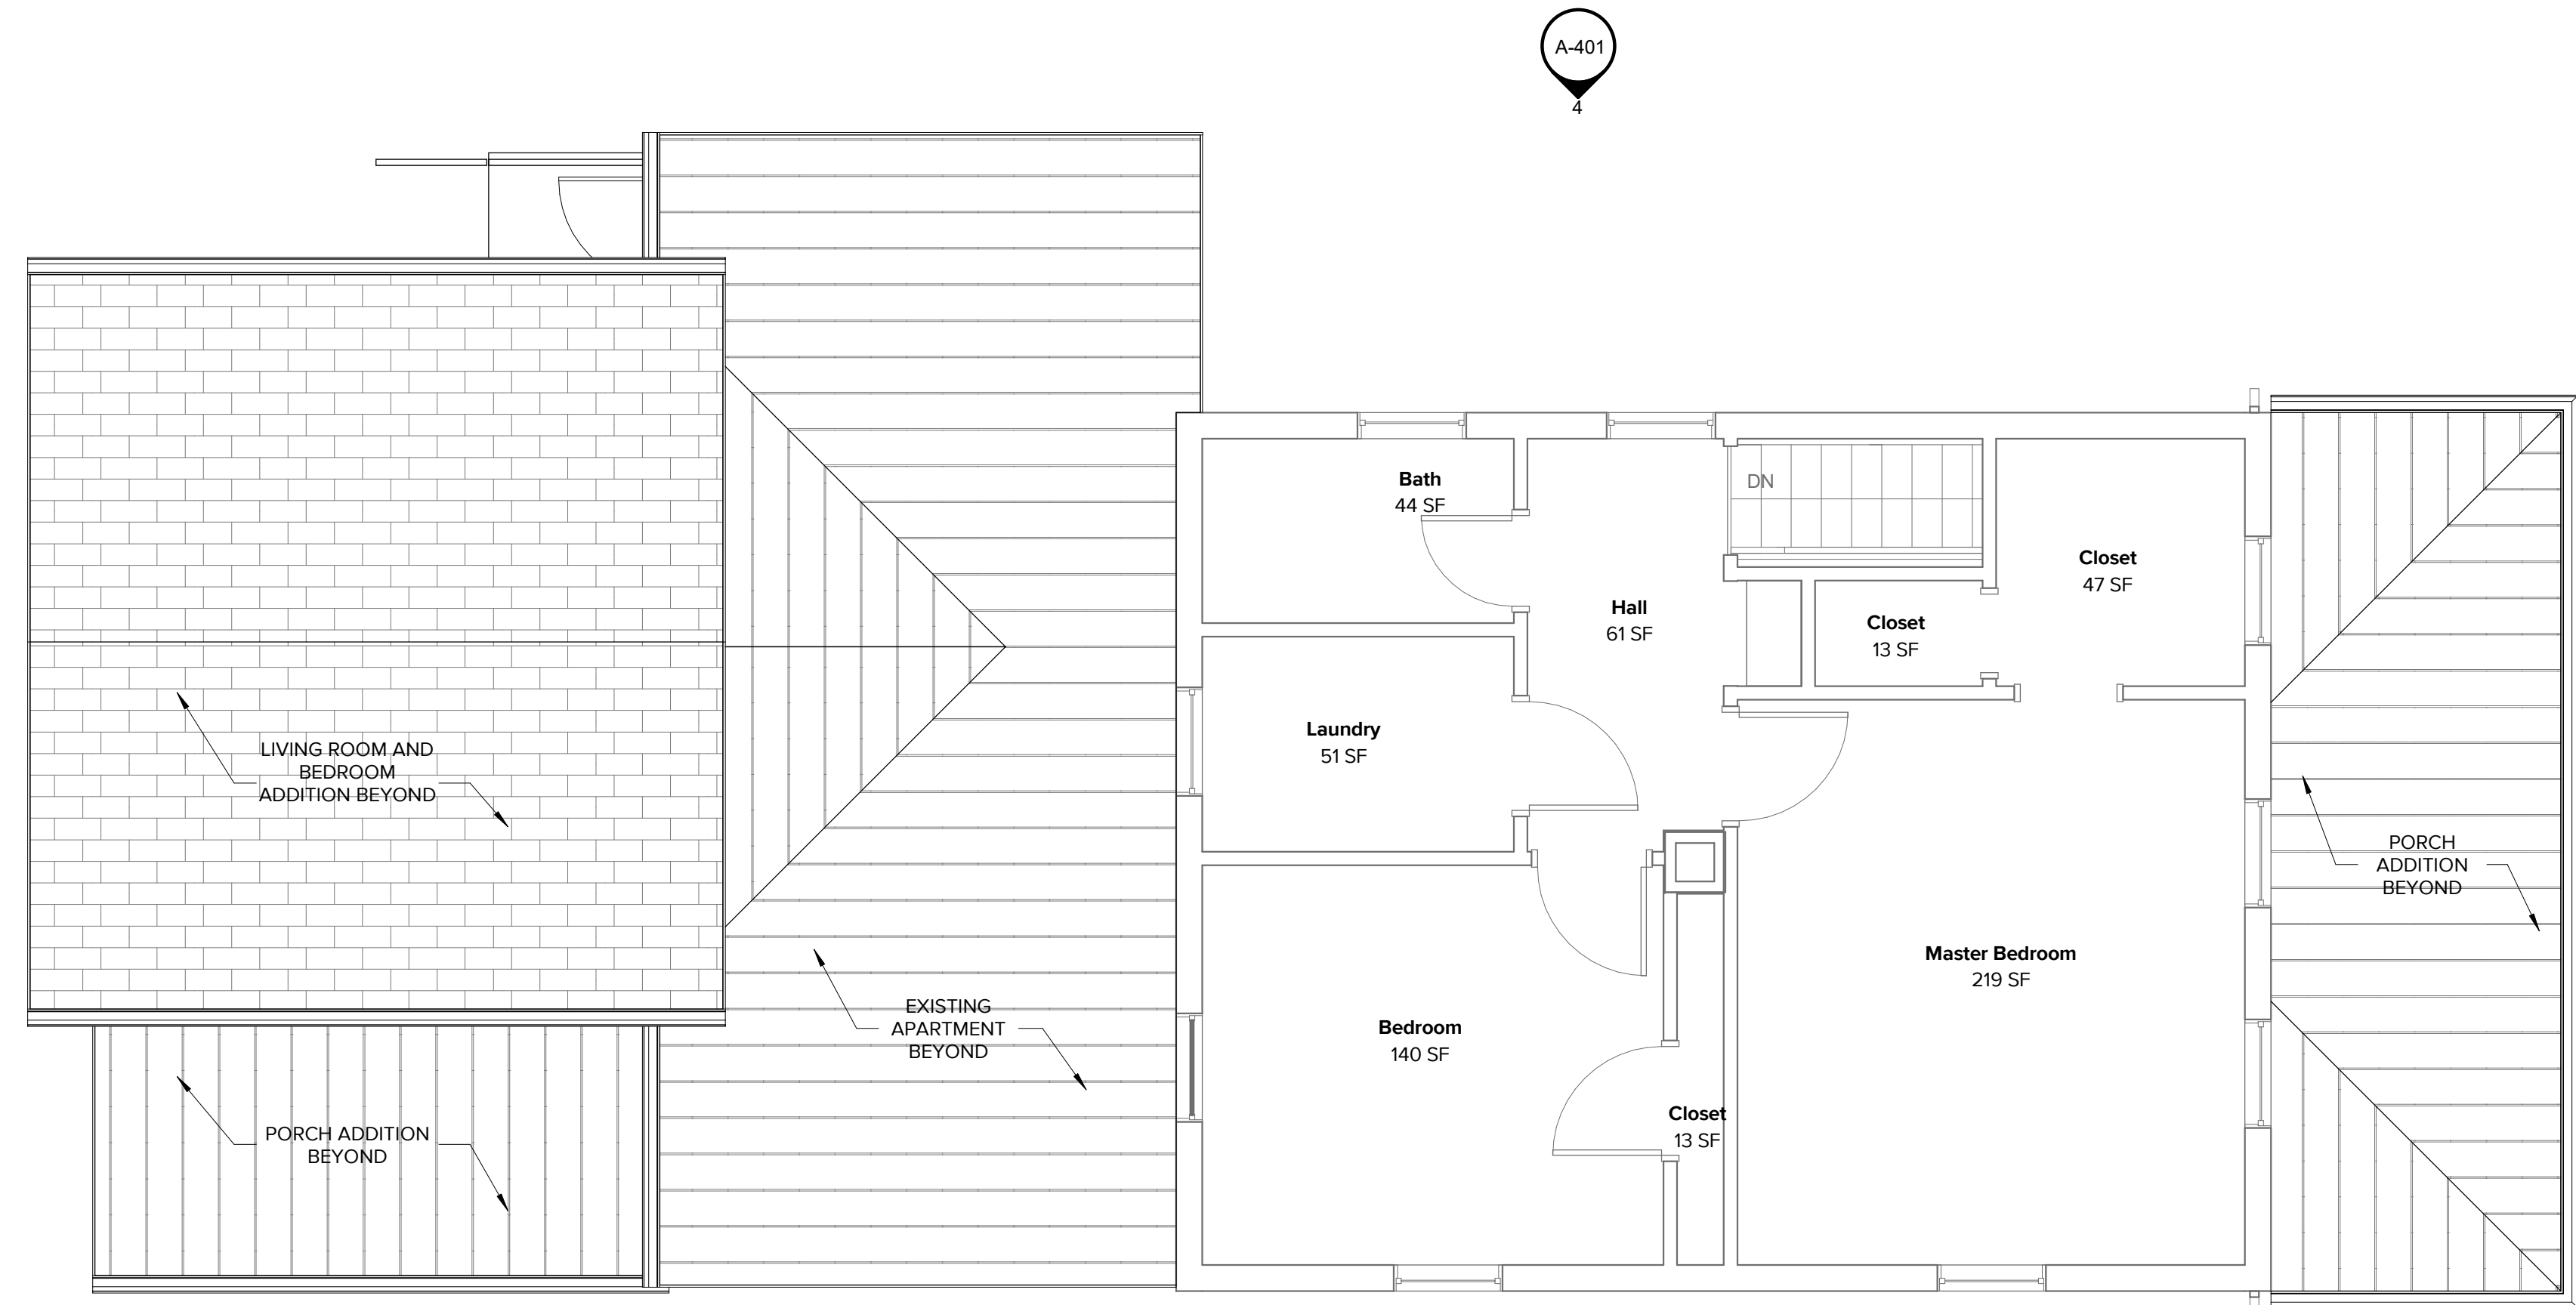 A-401
4
Bath
44 SF
DN
Closet
47 SF
Hall
61 SF
Closet
13 SF
Laundry
51 SF
LIVING ROOM AND
BEDROOM
ADDITION BEYOND
PORCH
ADDITION
BEYOND
Master Bedroom
219 SF
EXISTING
APARTMENT
BEYOND
Bedroom
140 SF
Closet
13 SF
PORCH ADDITION
BEYOND